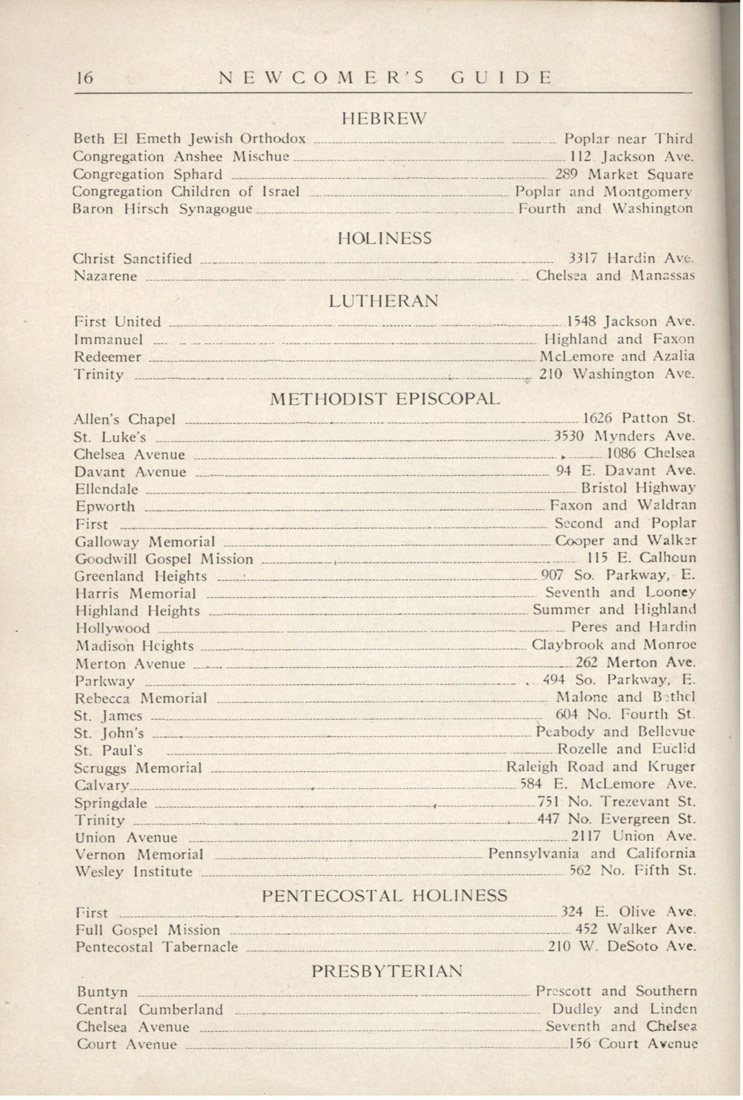 16 NEWCOMER'S GUIDE
HEBREW
Beth El Emeth Jewish Orthodox Poplar near Third
Congregation Anshee Mischue 112 Jackson Ave.
Congregation Sphard 289 Market Square
Congregation Children of Israel Poplar and Montgomery
Baron Hirsch Synagogue Fourth and Washington
HOLINESS
Christ Sanctified 3317 Hardin Ave.
Nazarene Chelsea and Manassas
LUTHERAN
First United 1548 Jackson Ave.
Immanuel Highland and Faxon
Redeemer McLemore and Azalia
Trinity 210 Washington Ave.
METHODIST EPISCOPAL
Allen's Chapel 1626 Patton St.
St. Luke's 3530 Mynders Ave.
Chelsea Avenue 1086 Chelsea
Davant Avenue 94 E. Davant Ave.
Ellendale Bristol Highway
Epworth Faxon and Waldran
First Second and Poplar
Galloway Memorial Cooper and Walker
Goodwill Gospel Mission 115 E. Calhoun
Greenland Heights 907 So. Parkway, E.
Harris Memorial Seventh and Looney
Highland Heights Summer and Highland
Hollywood Peres and Hardin
Madison Heights Claybrook and Monroe
Merton Avenue 262 Merton Ave.
Parkway 494 So. Parkway, E.
Rebecca Memorial Malone and Bethel
St. James 604 No. Fourth St.
St. John's Peabody and Bellevue
St. Paul's Rozelle and Euclid
Scruggs Memorial Raleigh Road and Kruger
Calvary 584 E. McLemore Ave.
Springdale 751 No. Trezevant St.
Trinity 447 No. Evergreen St.
Union Avenue 2117 Union Ave.
Vernon Memorial Pennsylvania and California
Wesley Institute 562 No. Fifth St.
PENTECOSTAL HOLINESS
First 324 E. Olive Ave.
Full Gospel Mission 452 Walker Ave.
Pentecostal Tabernacle 210 W. DeSoto Ave.
PRESBYTERIAN
Buntyn Prescott and Southern
Central Cumberland Dudley and Linden
Chelsea Avenue Seventh and Chelsea
Court Avenue 156 Court Avenue